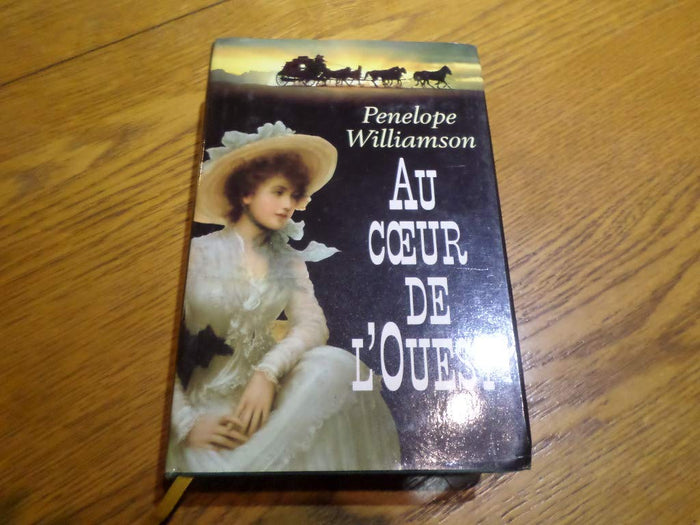 Penelope
Williamson
AU
CŒUR
DE
L'OUEST